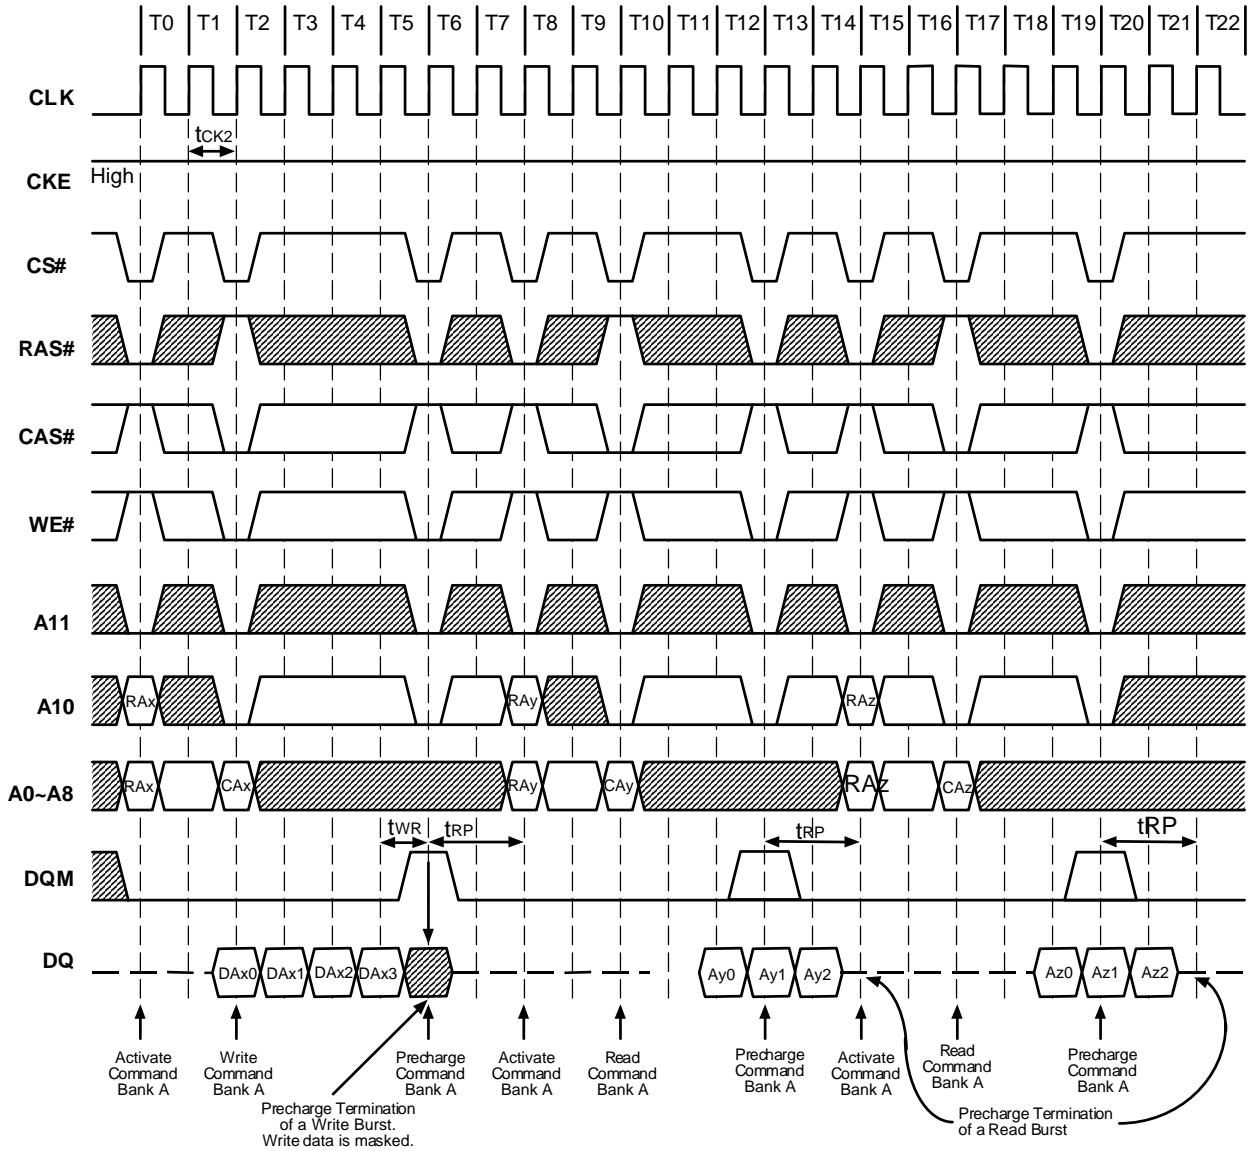 T0 T1 T2 T3 T4 T5 T6 T7 T8 T9 T10 T11 T12 T13 T14 T15 T16 T17 T18 T19 T20 T21 T22
CLK
tCK2
CKE High
CS#
RAS#
CAS#
WE#
A11
A10 RAx RAy RAz
A0~A8 RAx CAx RAy CAy RAz CAz
tWR tRP tRP tRP
DQM
DQ DAx0 DAx1 DAx2 DAx3 Ay0 Ay1 Ay2 Az0 Az1 Az2
Activate
Command
Bank A
Write
Command
Bank A
Precharge
Command
Bank A
Activate
Command
Bank A
Read
Command
Bank A
Precharge
Command
Bank A
Activate
Command
Bank A
Read
Command
Bank A
Precharge
Command
Bank A
Precharge Termination
of a Write Burst.
Write data is masked.
Precharge Termination
of a Read Burst